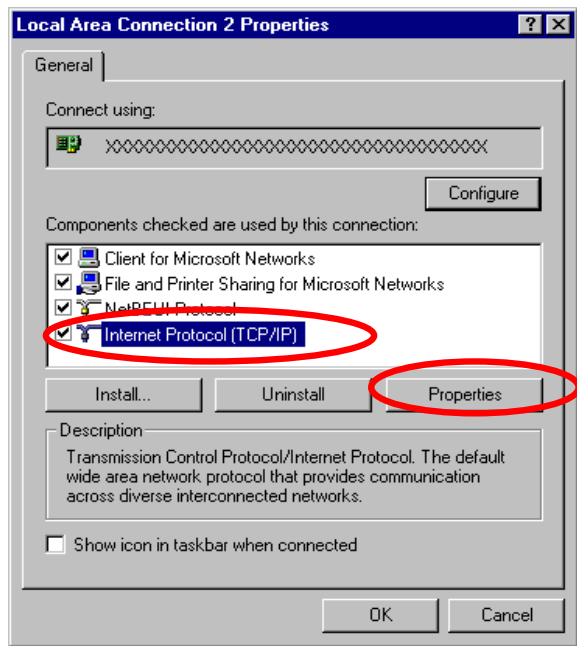 Local Area Connection 2 Properties
General
Connect using:
XXXXXXXXXXXXXXXXXXXXXXXXXXXXXXXXXXX
Configure
Components checked are used by this connection:
Client for Microsoft Networks
File and Printer Sharing for Microsoft Networks
NetBEUI Protocol
Internet Protocol (TCP/IP)
Install...
Uninstall
Properties
Description
Transmission Control Protocol/Internet Protocol. The default
wide area network protocol that provides communication
across diverse interconnected networks.
Show icon in taskbar when connected
OK
Cancel